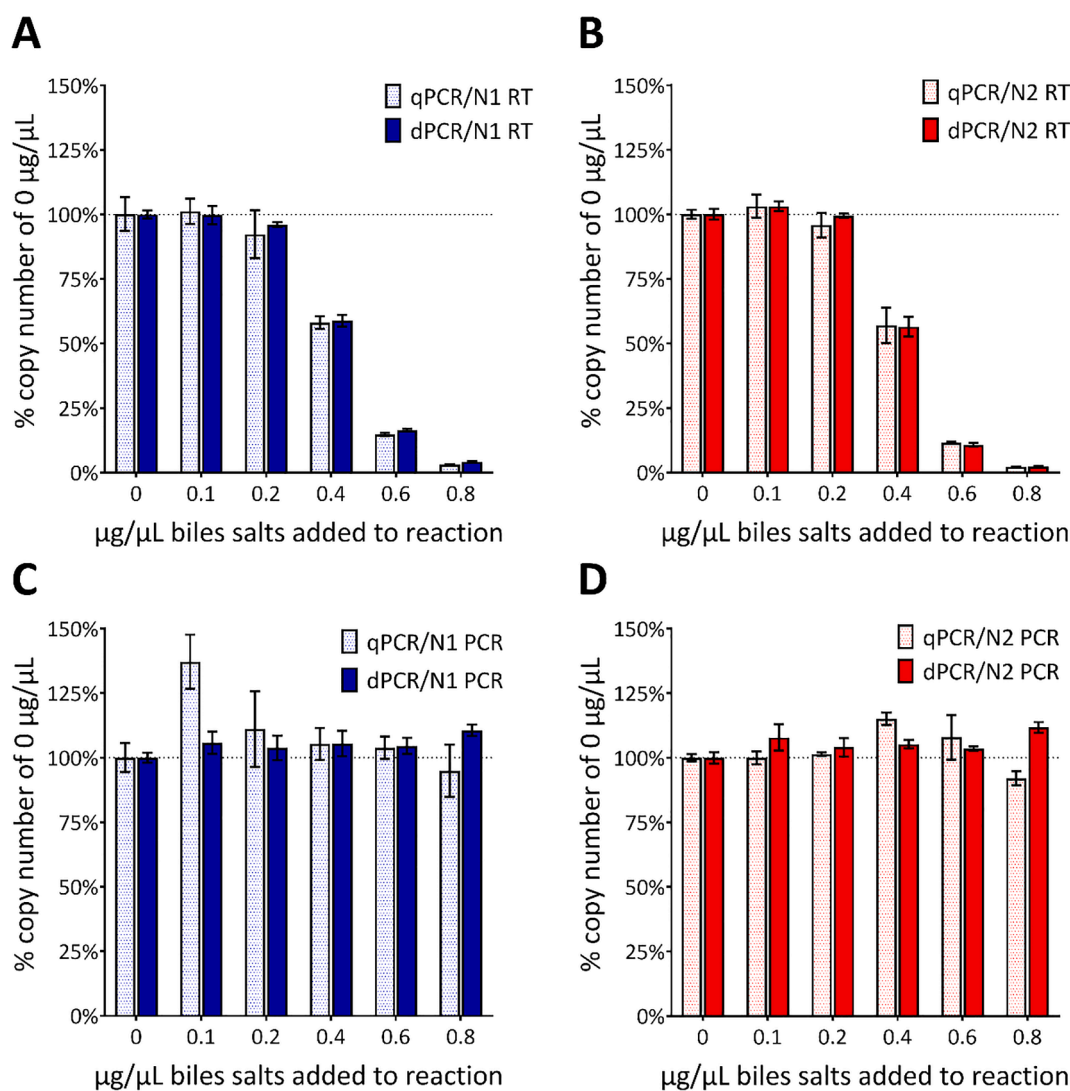 A
% copy number of 0 µg/µL
150%
125%
100%
75%
50%
25%
0%
qPCR/N1 RT
dPCR/N1 RT
0 0.1 0.2 0.4 0.6 0.8
µg/µL biles salts added to reaction
B
% copy number of 0 µg/µL
150%
125%
100%
75%
50%
25%
0%
qPCR/N2 RT
dPCR/N2 RT
0 0.1 0.2 0.4 0.6 0.8
µg/µL biles salts added to reaction
C
% copy number of 0 µg/µL
150%
125%
100%
75%
50%
25%
0%
qPCR/N1 PCR
dPCR/N1 PCR
0 0.1 0.2 0.4 0.6 0.8
µg/µL biles salts added to reaction
D
% copy number of 0 µg/µL
150%
125%
100%
75%
50%
25%
0%
qPCR/N2 PCR
dPCR/N2 PCR
0 0.1 0.2 0.4 0.6 0.8
µg/µL biles salts added to reaction